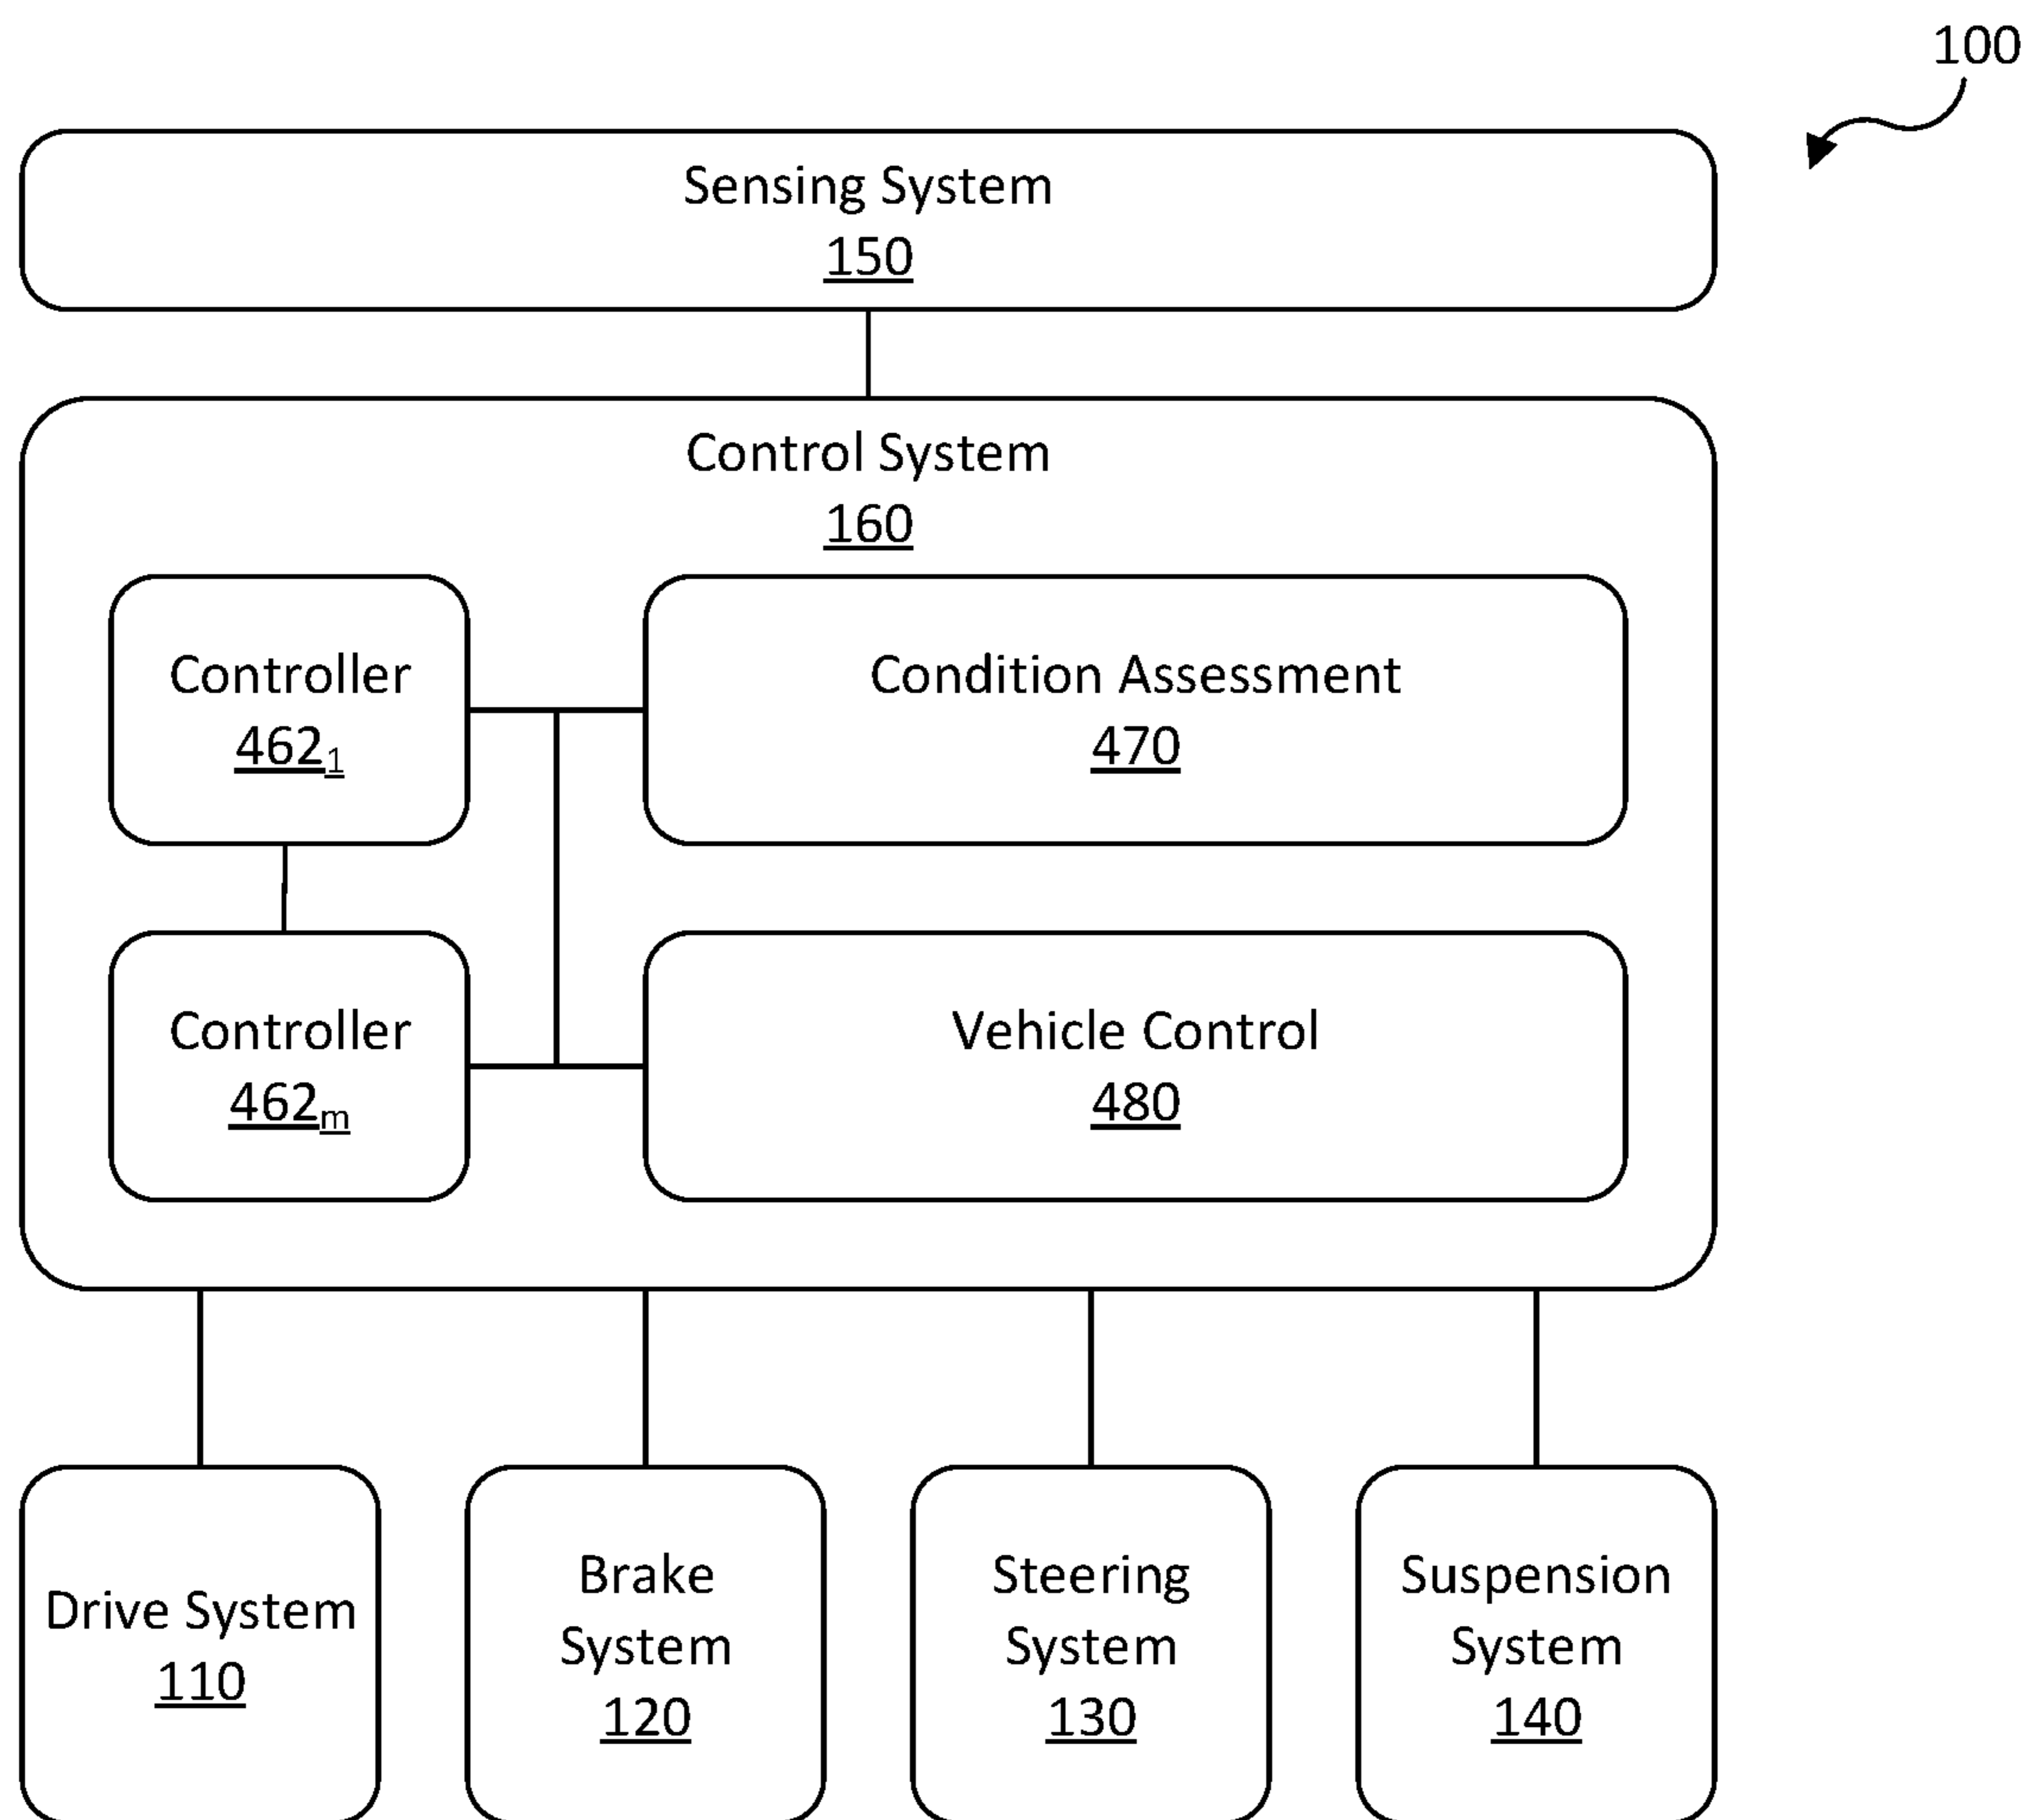 100
Sensing System
150
Control System
160
Controller
462₁
Condition Assessment
470
Controller
462ₘ
Vehicle Control
480
Drive System
110
Brake
System
120
Steering
System
130
Suspension
System
140